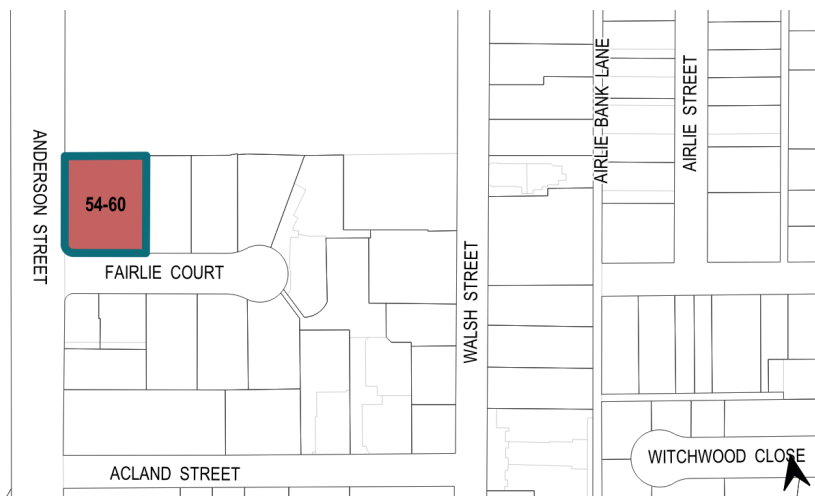 ANDERSON STREET
54-60
FAIRLIE COURT
ACLAND STREET
WALSH STREET
AIRLIE BANK LANE
AIRLIE STREET
WITCHWOOD CLOSE